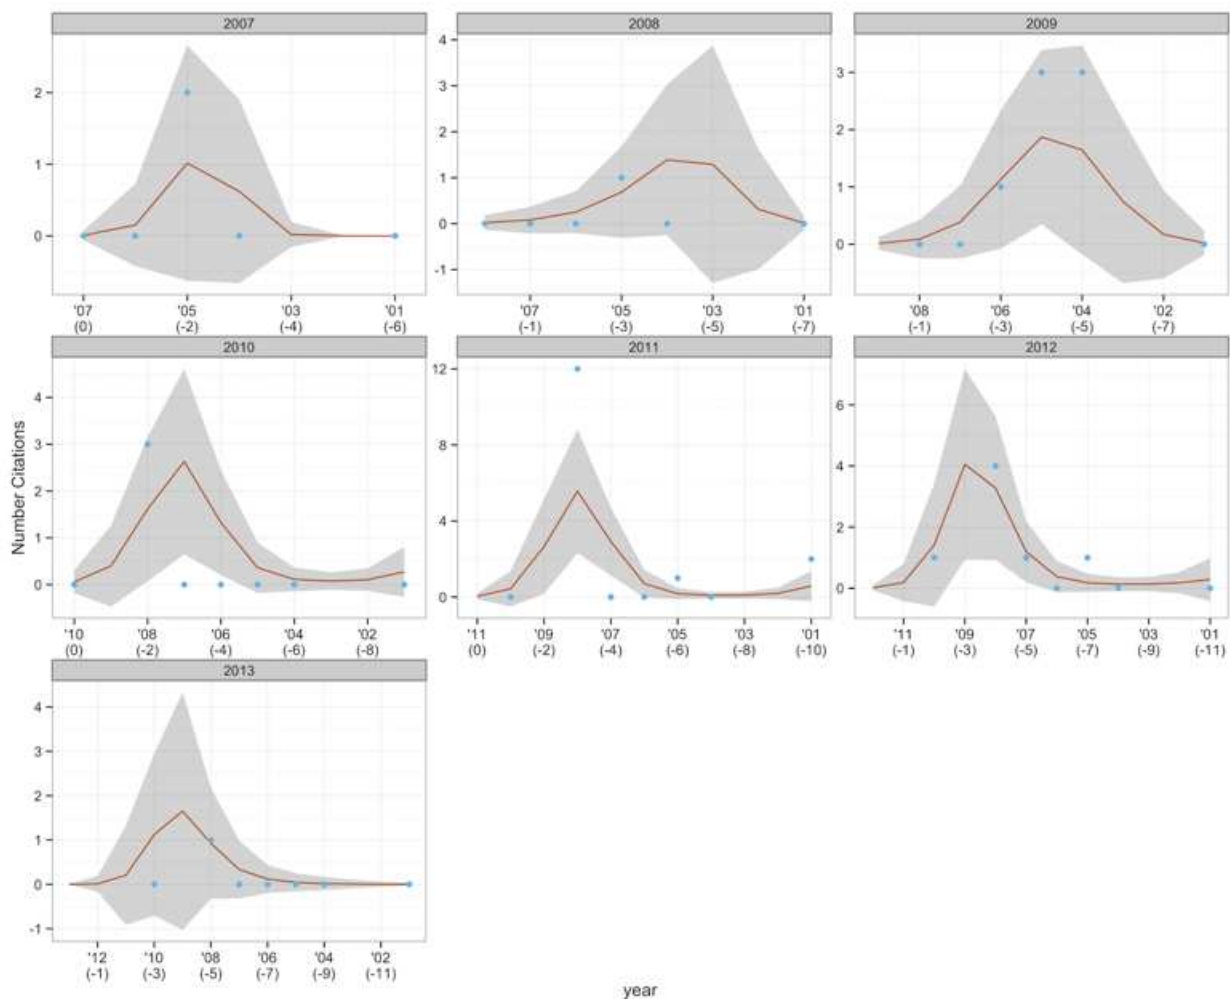 2007 2008 2009
2
1
0
4
3
2
1
0
-1
3
2
1
0
'07 '05 '03 '01
(0) (-2) (-4) (-6)
'07 '05 '03 '01
(-1) (-3) (-5) (-7)
'08 '06 '04 '02
(-1) (-3) (-5) (-7)
2010 2011 2012
Number Citations
4
3
2
1
0
12
8
4
0
6
4
2
0
'10 '08 '06 '04 '02
(0) (-2) (-4) (-6) (-8)
'11 '09 '07 '05 '03 '01
(0) (-2) (-4) (-6) (-8) (-10)
'11 '09 '07 '05 '03 '01
(-1) (-3) (-5) (-7) (-9) (-11)
2013
4
3
2
1
0
-1
'12 '10 '08 '06 '04 '02
(-1) (-3) (-5) (-7) (-9) (-11)
year